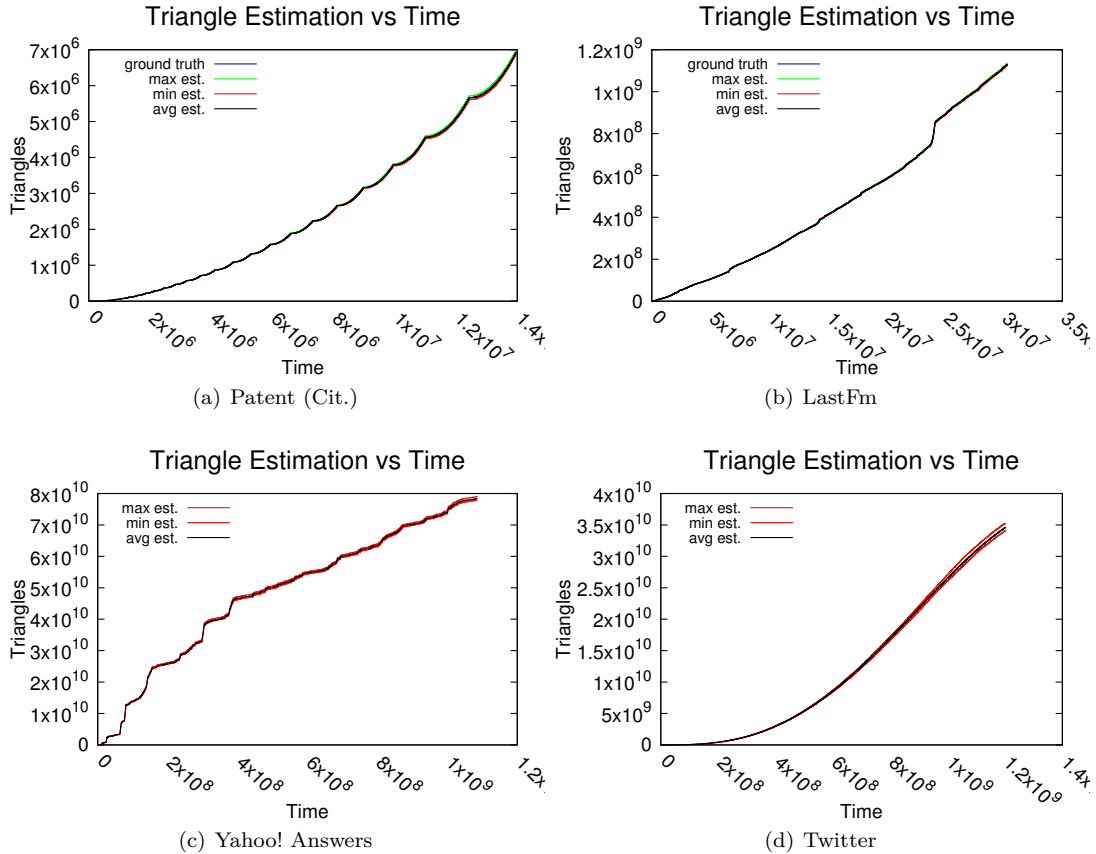 Triangle Estimation vs Time
7x10^6
6x10^6
5x10^6
4x10^6
3x10^6
2x10^6
1x10^6
0
Triangles
ground truth
max est.
min est.
avg est.
0
2x10^6
4x10^6
6x10^6
8x10^6
1x10^7
1.2x10^7
1.4x
Time
(a) Patent (Cit.)
Triangle Estimation vs Time
1.2x10^9
1x10^9
8x10^8
6x10^8
4x10^8
2x10^8
0
Triangles
ground truth
max est.
min est.
avg est.
0
5x10^6
1x10^7
1.5x10^7
2x10^7
2.5x10^7
3x10^7
3.5x
Time
(b) LastFm
Triangle Estimation vs Time
8x10^10
7x10^10
6x10^10
5x10^10
4x10^10
3x10^10
2x10^10
1x10^10
0
Triangles
max est.
min est.
avg est.
0
2x10^8
4x10^8
6x10^8
8x10^8
1x10^9
1.2x
Time
(c) Yahoo! Answers
Triangle Estimation vs Time
4x10^10
3.5x10^10
3x10^10
2.5x10^10
2x10^10
1.5x10^10
1x10^10
5x10^9
0
Triangles
max est.
min est.
avg est.
0
2x10^8
4x10^8
6x10^8
8x10^8
1x10^9
1.2x10^9
1.4x
Time
(d) Twitter